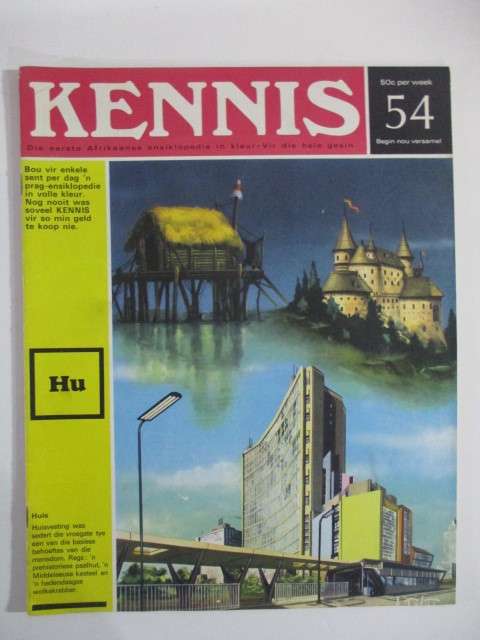 KENNIS
Die eerste Afrikaanse ensiklopedie in kleur-Vir die hele gesin
50c per week
54
Begin nou versamel
Bou vir enkele
sent per dag 'n
prag-ensiklopedie
in volle kleur.
Nog nooit was
soveel KENNIS
vir so min geld
te koop nie.
Hu
Huis
Huisvesting was
sedert die vroegste tye
een van die basiese
behoeftes van die
mensdom. Regs: 'n
prehistoriese paalhut, 'n
Middeleeuse kasteel en
'n hedendaagse
wolkekrabber.